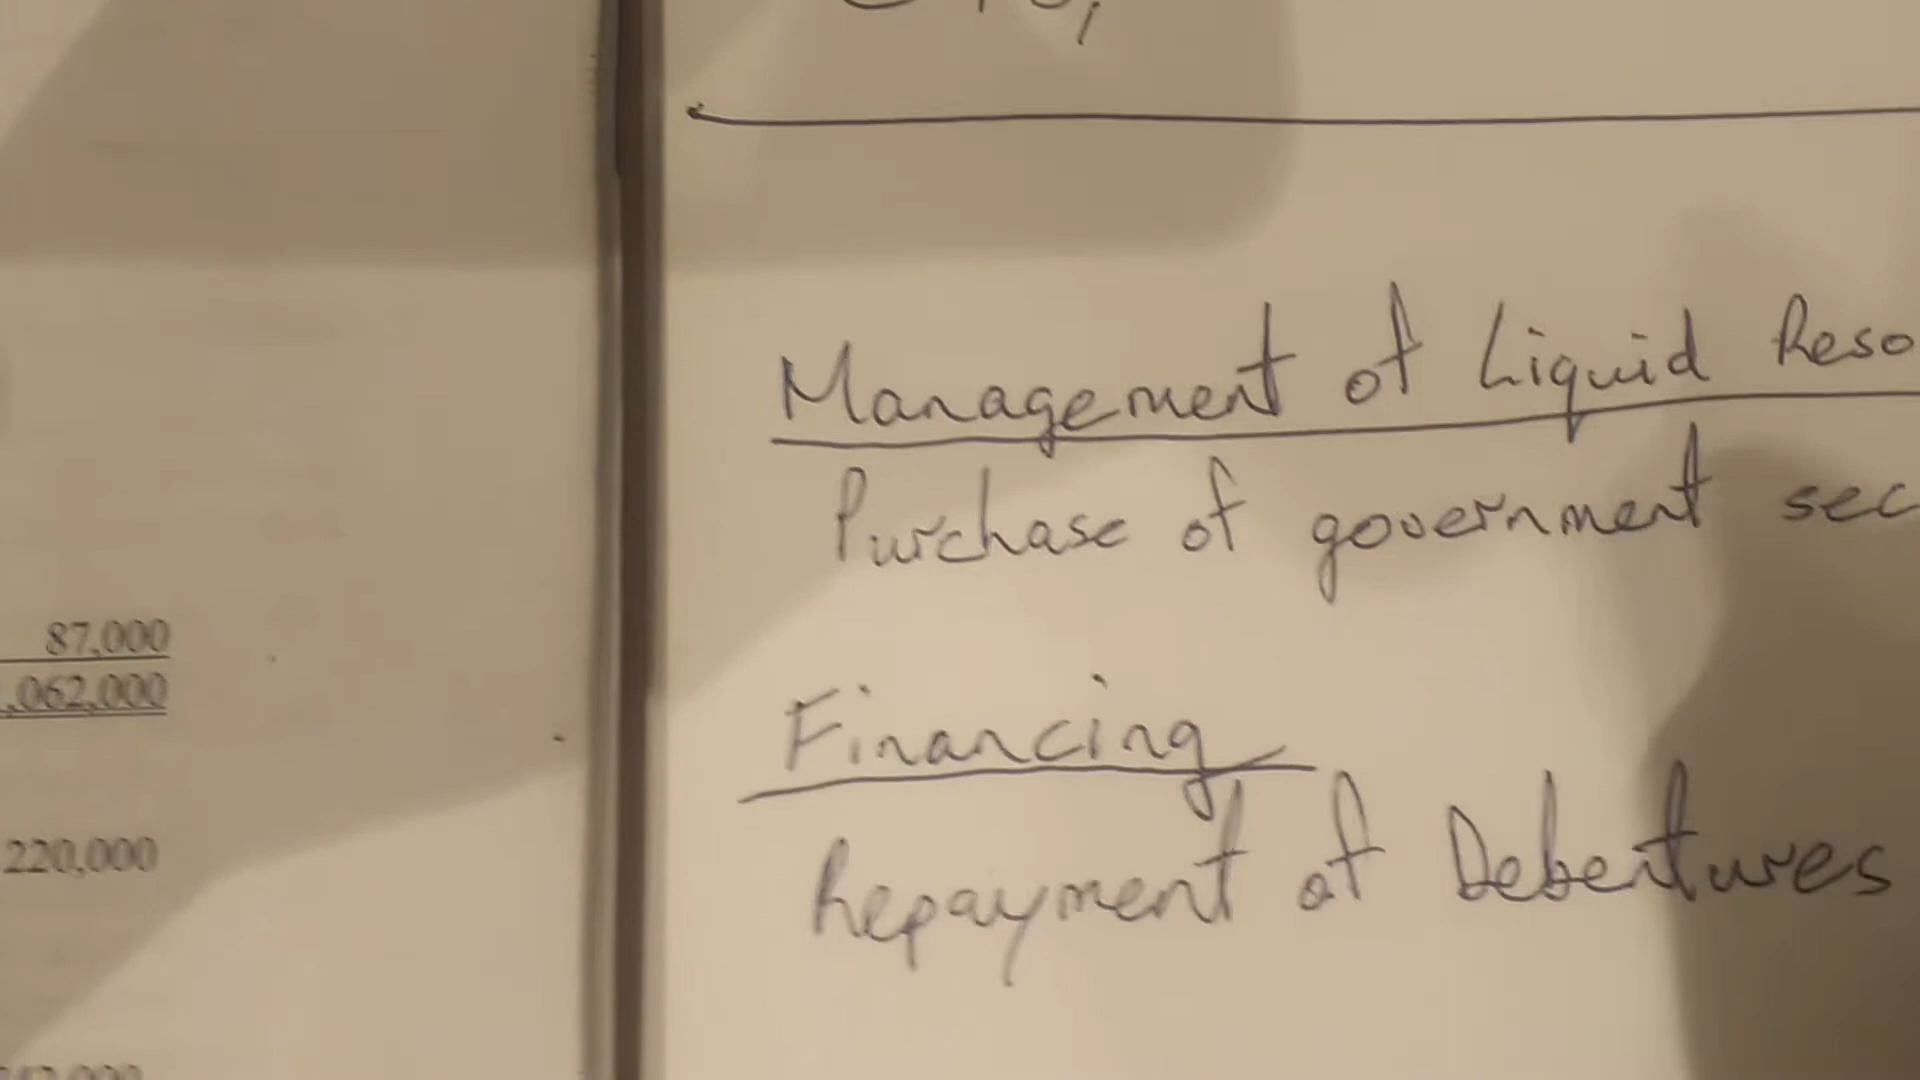 87,000
,062,000
220,000
Management of Liquid Reso
Purchase of government sec
Financing
Repayment of Debentures